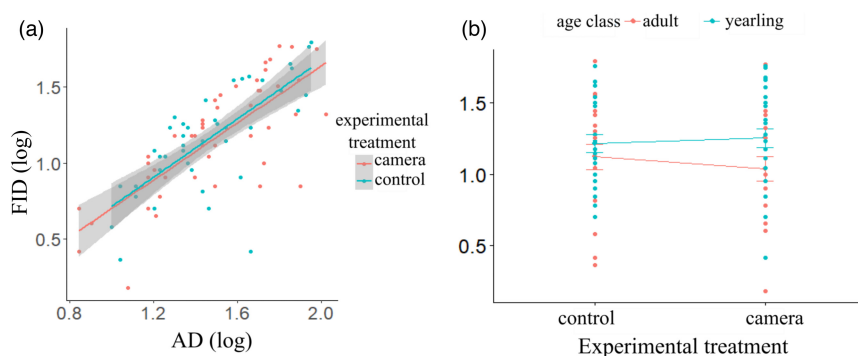 (a)
FID (log)
1.5
1.0
0.5
0.8 1.2 1.6 2.0
AD (log)
experimental
treatment
camera
control
(b)
age class adult yearling
1.5
1.0
0.5
control camera
Experimental treatment